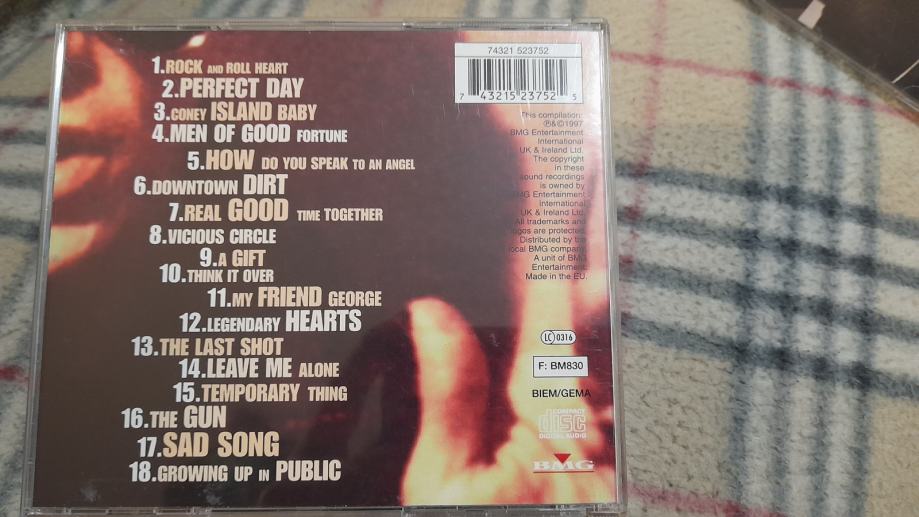 1.ROCK AND ROLL HEART
2.PERFECT DAY
3.CONEY ISLAND BABY
4.MEN OF GOOD FORTUNE
5.HOW DO YOU SPEAK TO AN ANGEL
6.DOWNTOWN DIRT
7.REAL GOOD TIME TOGETHER
8.VICIOUS CIRCLE
9.A GIFT
10.THINK IT OVER
11.MY FRIEND GEORGE
12.LEGENDARY HEARTS
13.THE LAST SHOT
14.LEAVE ME ALONE
15.TEMPORARY THING
16.THE GUN
17.SAD SONG
18.GROWING UP IN PUBLIC
74321 523752
7 43215 23752 5
This compilation:
℗&©1997
BMG Entertainment
International
UK & Ireland Ltd.
The copyright
in these
sound recordings
is owned by
BMG Entertainment
International
UK & Ireland Ltd.
All trademarks and
logos are protected.
Distributed by the
local BMG company.
A unit of BMG
Entertainment.
Made in the EU.
LC 0316
F: BM830
BIEM/GEMA
COMPACT
disc
DIGITAL AUDIO
BMG